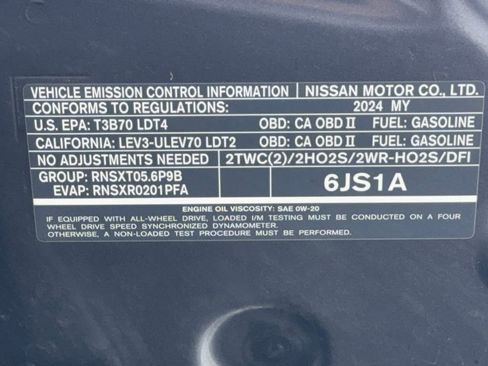 VEHICLE EMISSION CONTROL INFORMATION NISSAN MOTOR CO., LTD.
CONFORMS TO REGULATIONS: 2024 MY
U.S. EPA: T3B70 LDT4 OBD: CA OBD II FUEL: GASOLINE
CALIFORNIA: LEV3-ULEV70 LDT2 OBD: CA OBD II FUEL: GASOLINE
NO ADJUSTMENTS NEEDED 2TWC(2)/2HO2S/2WR-HO2S/DFI
GROUP: RNSXT05.6P9B 6JS1A
EVAP: RNSXR0201PFA
ENGINE OIL VISCOSITY: SAE 0W-20
IF EQUIPPED WITH ALL-WHEEL DRIVE, LOADED I/M TESTING MUST BE CONDUCTED ON A FOUR
WHEEL DRIVE SPEED SYNCHRONIZED DYNAMOMETER.
OTHERWISE, A NON-LOADED TEST PROCEDURE MUST BE USED.